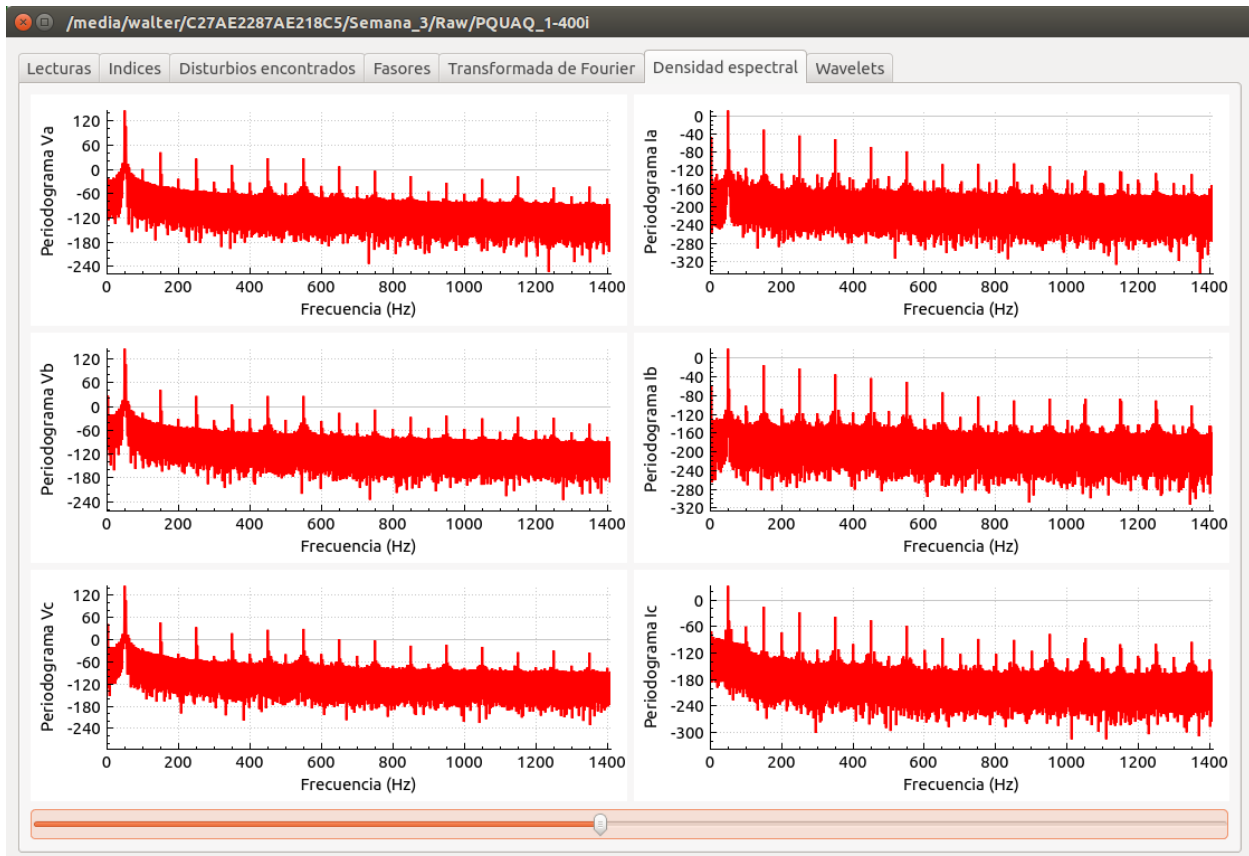 /media/walter/C27AE2287AE218C5/Semana_3/Raw/PQUAQ_1-400i
Lecturas Indices Disturbios encontrados Fasores Transformada de Fourier Densidad espectral Wavelets
Periodograma Va
120
60
0
-60
-120
-180
-240
0 200 400 600 800 1000 1200 1400
Frecuencia (Hz)
Periodograma Ia
0
-40
-80
-120
-160
-200
-240
-280
-320
0 200 400 600 800 1000 1200 1400
Frecuencia (Hz)
Periodograma Vb
120
60
0
-60
-120
-180
-240
0 200 400 600 800 1000 1200 1400
Frecuencia (Hz)
Periodograma Ib
0
-40
-80
-120
-160
-200
-240
-280
-320
0 200 400 600 800 1000 1200 1400
Frecuencia (Hz)
Periodograma Vc
120
60
0
-60
-120
-180
-240
0 200 400 600 800 1000 1200 1400
Frecuencia (Hz)
Periodograma Ic
0
-60
-120
-180
-240
-300
0 200 400 600 800 1000 1200 1400
Frecuencia (Hz)